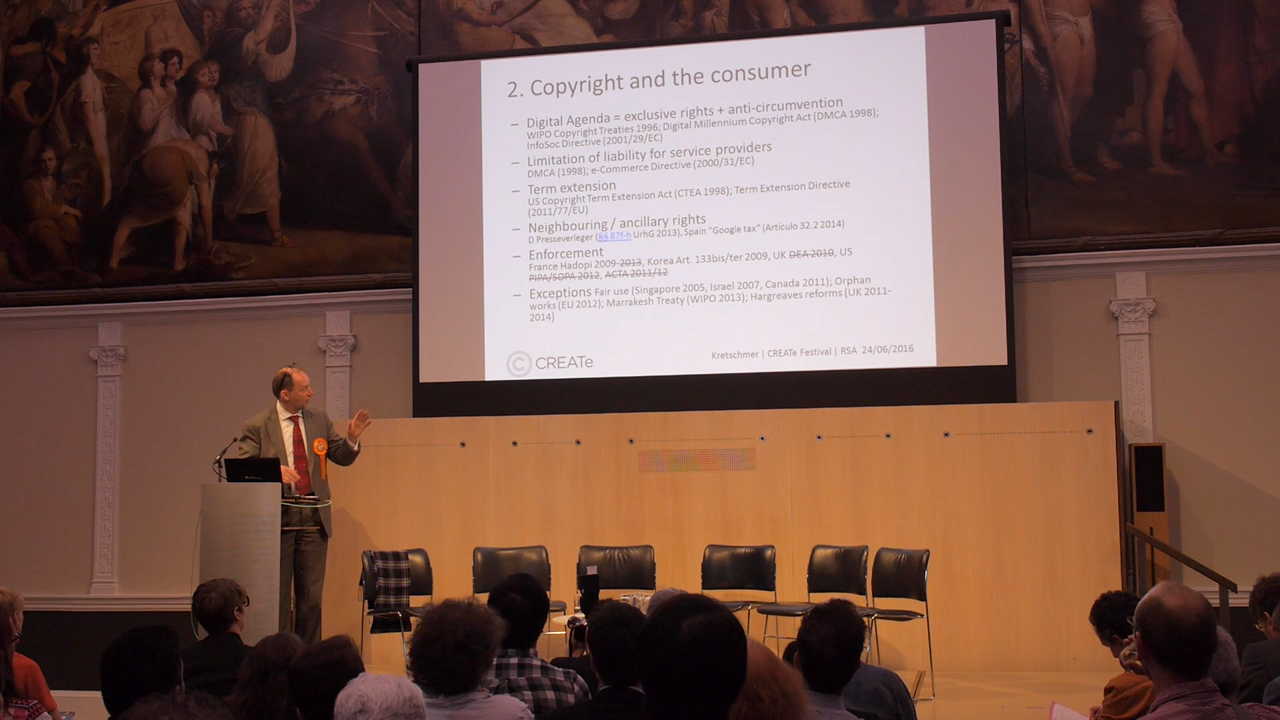 2. Copyright and the consumer
– Digital Agenda = exclusive rights + anti-circumvention
WIPO Copyright Treaties 1996; Digital Millennium Copyright Act (DMCA 1998);
InfoSoc Directive (2001/29/EC)
– Limitation of liability for service providers
DMCA (1998); e-Commerce Directive (2000/31/EC)
– Term extension
US Copyright Term Extension Act (CTEA 1998); Term Extension Directive
(2011/77/EU)
– Neighbouring / ancillary rights
D Presseverleger (§§ 87f-h UrhG 2013), Spain "Google tax" (Artículo 32.2 2014)
– Enforcement
France Hadopi 2009-2013, Korea Art. 133bis/ter 2009, UK DEA 2010, US
PIPA/SOPA 2012, ACTA 2011/12
– Exceptions Fair use (Singapore 2005, Israel 2007, Canada 2011); Orphan
works (EU 2012); Marrakesh Treaty (WIPO 2013); Hargreaves reforms (UK 2011-
2014)
© CREATe
Kretschmer | CREATe Festival | RSA 24/06/2016